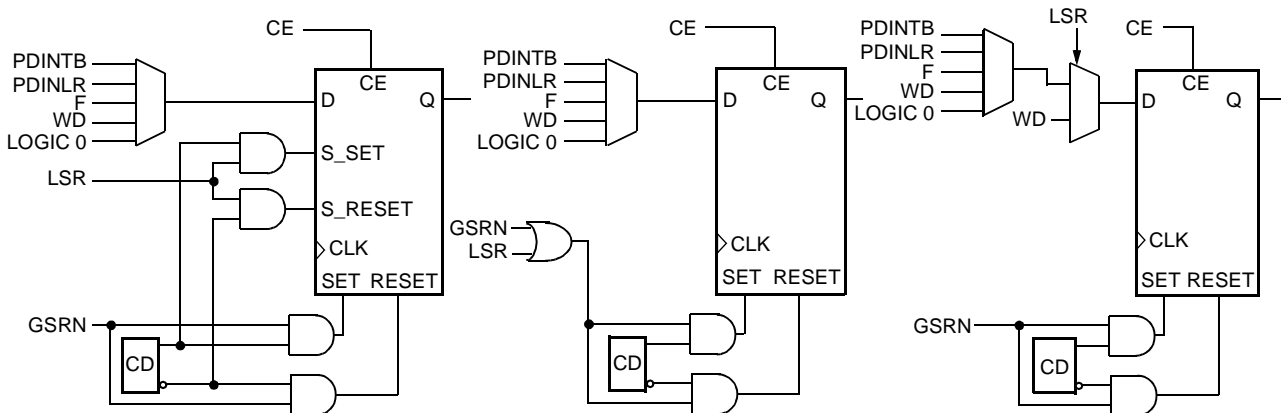 CE
PDINTB
PDINLR
F
WD
LOGIC 0
LSR
D
CE
Q
S_SET
S_RESET
CLK
SET RESET
GSRN
CD
CE
PDINTB
PDINLR
F
WD
LOGIC 0
D
CE
Q
GSRN
LSR
CLK
SET RESET
CD
LSR
CE
PDINTB
PDINLR
F
WD
LOGIC 0
WD
D
CE
Q
CLK
SET RESET
GSRN
CD